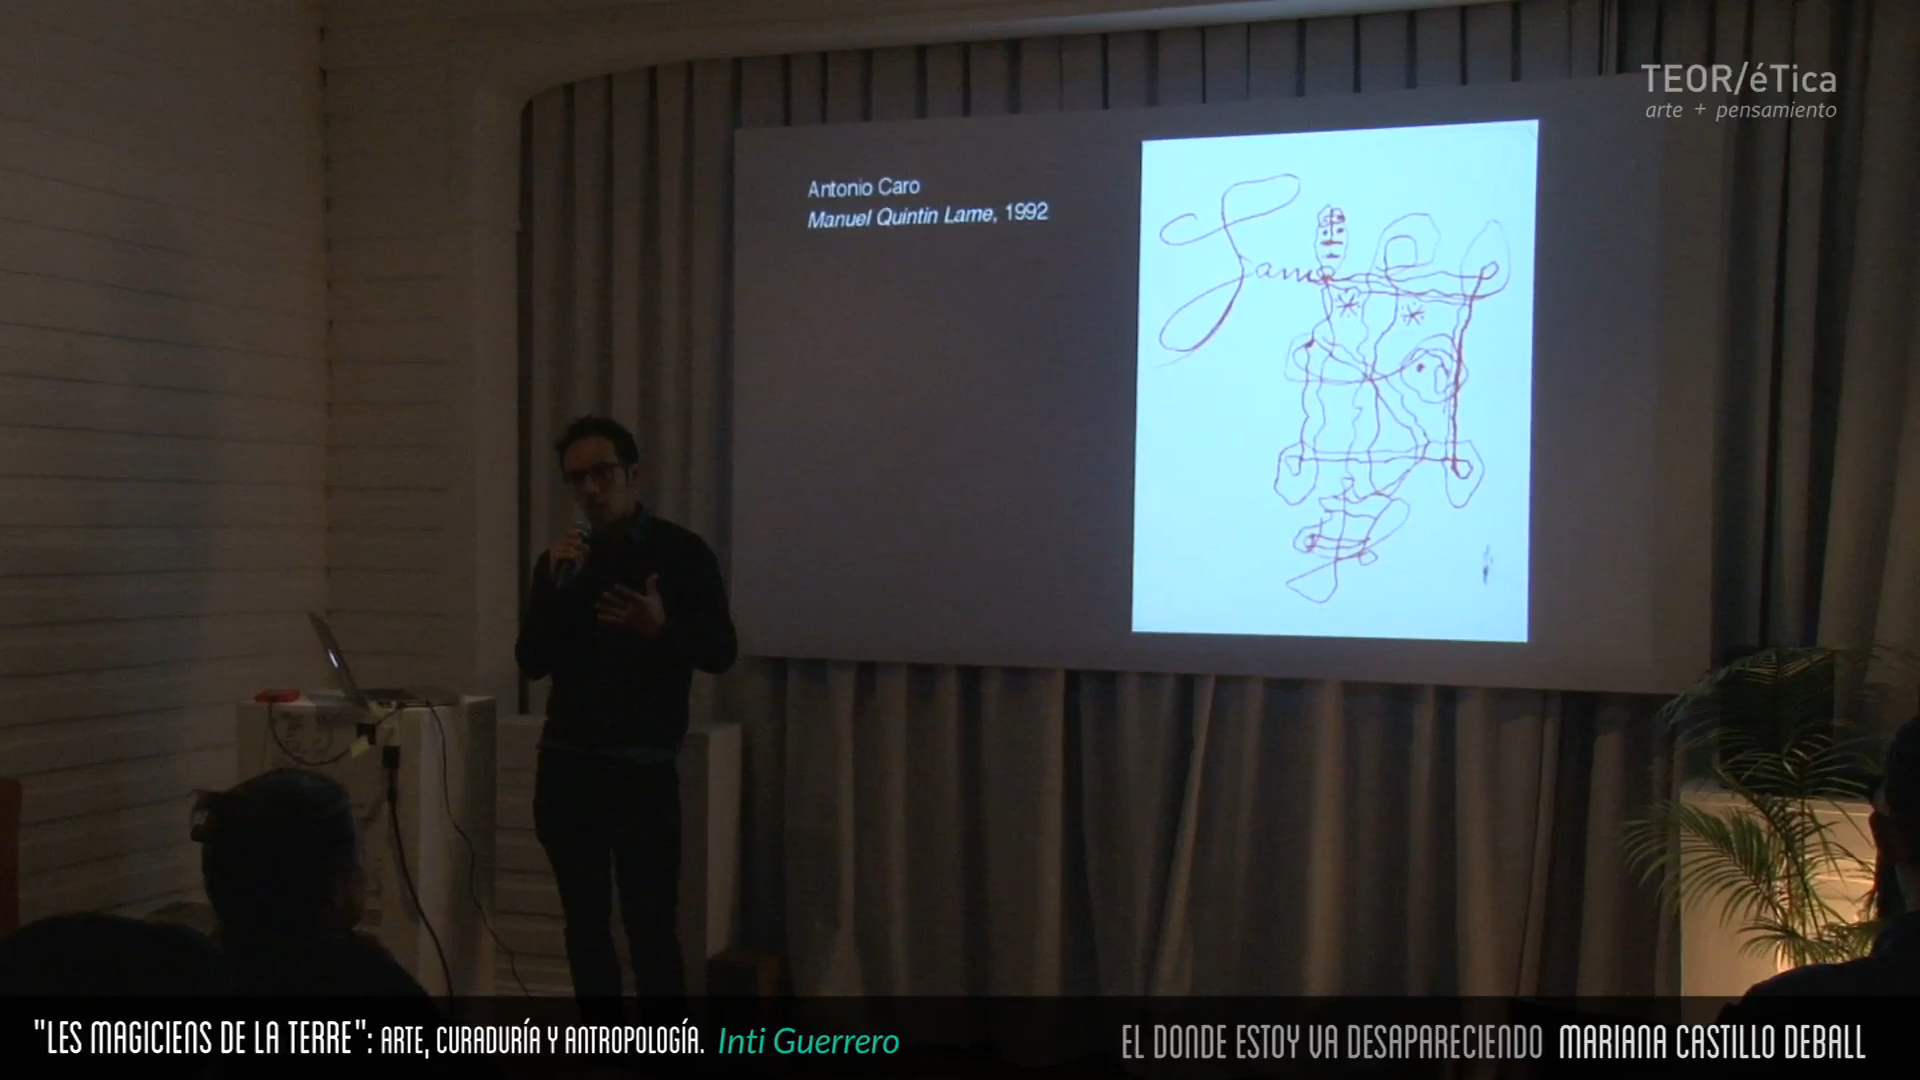 TEOR/éTica
arte + pensamiento
Antonio Caro
Manuel Quintin Lame, 1992
Lame
"LES MAGICIENS DE LA TERRE": ARTE, CURADURÍA Y ANTROPOLOGÍA. Inti Guerrero
EL DONDE ESTOY VA DESAPARECIENDO MARIANA CASTILLO DEBALL